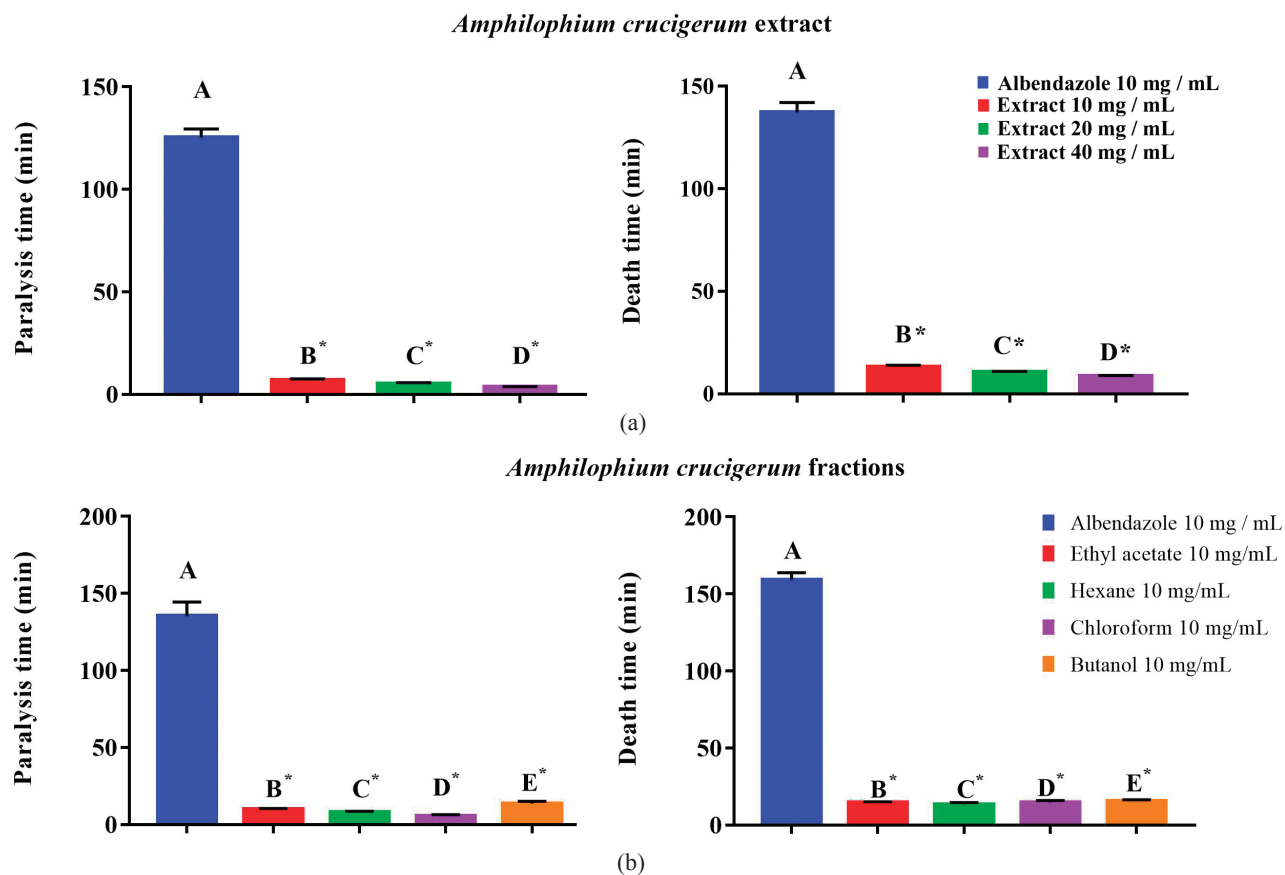 Amphilophium crucigerum extract
Paralysis time (min)
150
100
50
0
A
B*
C*
D*
Death time (min)
150
100
50
0
A
B*
C*
D*
Albendazole 10 mg / mL
Extract 10 mg / mL
Extract 20 mg / mL
Extract 40 mg / mL
(a)
Amphilophium crucigerum fractions
Paralysis time (min)
200
150
100
50
0
A
B*
C*
D*
E*
Death time (min)
200
150
100
50
0
A
B*
C*
D*
E*
Albendazole 10 mg / mL
Ethyl acetate 10 mg/mL
Hexane 10 mg/mL
Chloroform 10 mg/mL
Butanol 10 mg/mL
(b)